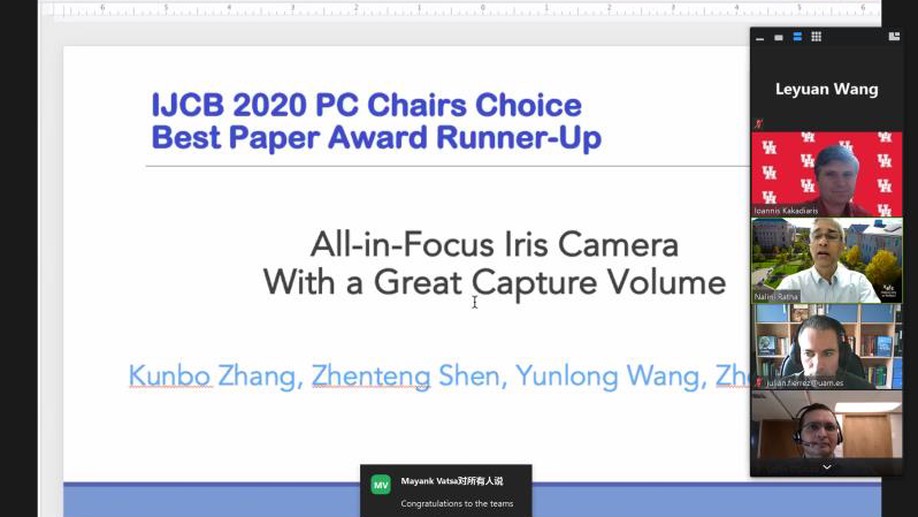 IJCB 2020 PC Chairs Choice
Best Paper Award Runner-Up
All-in-Focus Iris Camera
With a Great Capture Volume
Kunbo Zhang, Zhenteng Shen, Yunlong Wang, Zhe
Leyuan Wang
Ioannis Kakadiaris
Nalini Ratha
julian.fierrez@uam.es
MV
Mayank Vatsa对所有人说
Congratulations to the teams